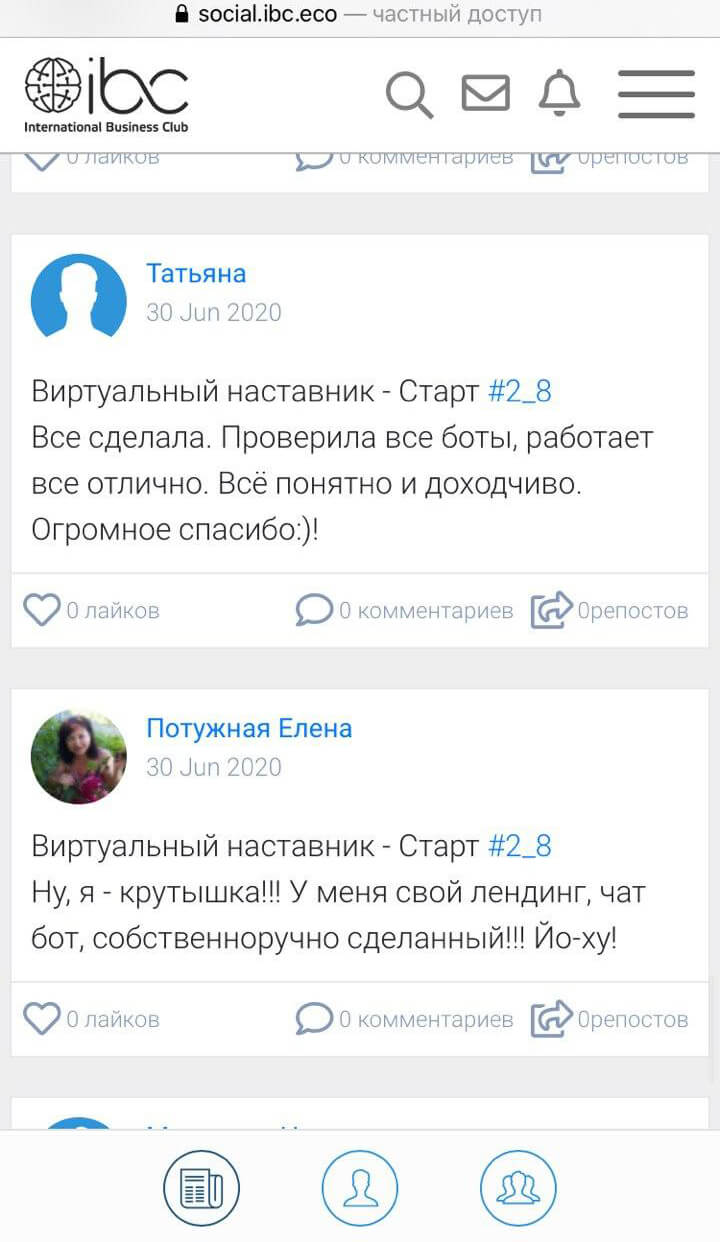 social.ibc.eco — частный доступ
ibc
International Business Club
0 лайков 0 комментариев 0репостов
Татьяна
30 Jun 2020
Виртуальный наставник - Старт #2_8
Все сделала. Проверила все боты, работает
все отлично. Всё понятно и доходчиво.
Огромное спасибо:)!
0 лайков 0 комментариев 0репостов
Потужная Елена
30 Jun 2020
Виртуальный наставник - Старт #2_8
Ну, я - крутышка!!! У меня свой лендинг, чат
бот, собственноручно сделанный!!! Йо-ху!
0 лайков 0 комментариев 0репостов